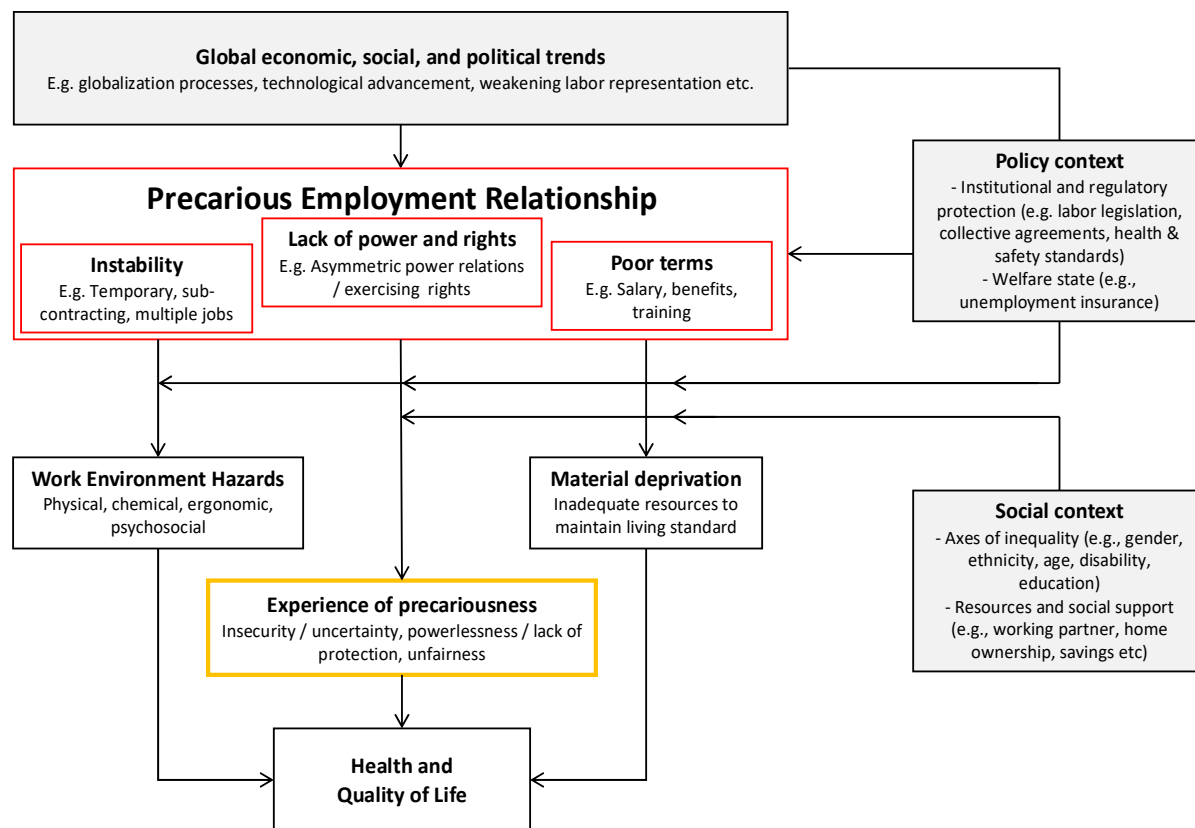 Global economic, social, and political trends
E.g. globalization processes, technological advancement, weakening labor representation etc.
Precarious Employment Relationship
Instability
E.g. Temporary, sub-
contracting, multiple jobs
Lack of power and rights
E.g. Asymmetric power relations
/ exercising rights
Poor terms
E.g. Salary, benefits,
training
Policy context
- Institutional and regulatory
protection (e.g. labor legislation,
collective agreements, health &
safety standards)
- Welfare state (e.g.,
unemployment insurance)
Work Environment Hazards
Physical, chemical, ergonomic,
psychosocial
Material deprivation
Inadequate resources to
maintain living standard
Social context
- Axes of inequality (e.g., gender,
ethnicity, age, disability,
education)
- Resources and social support
(e.g., working partner, home
ownership, savings etc)
Experience of precariousness
Insecurity / uncertainty, powerlessness / lack of
protection, unfairness
Health and
Quality of Life